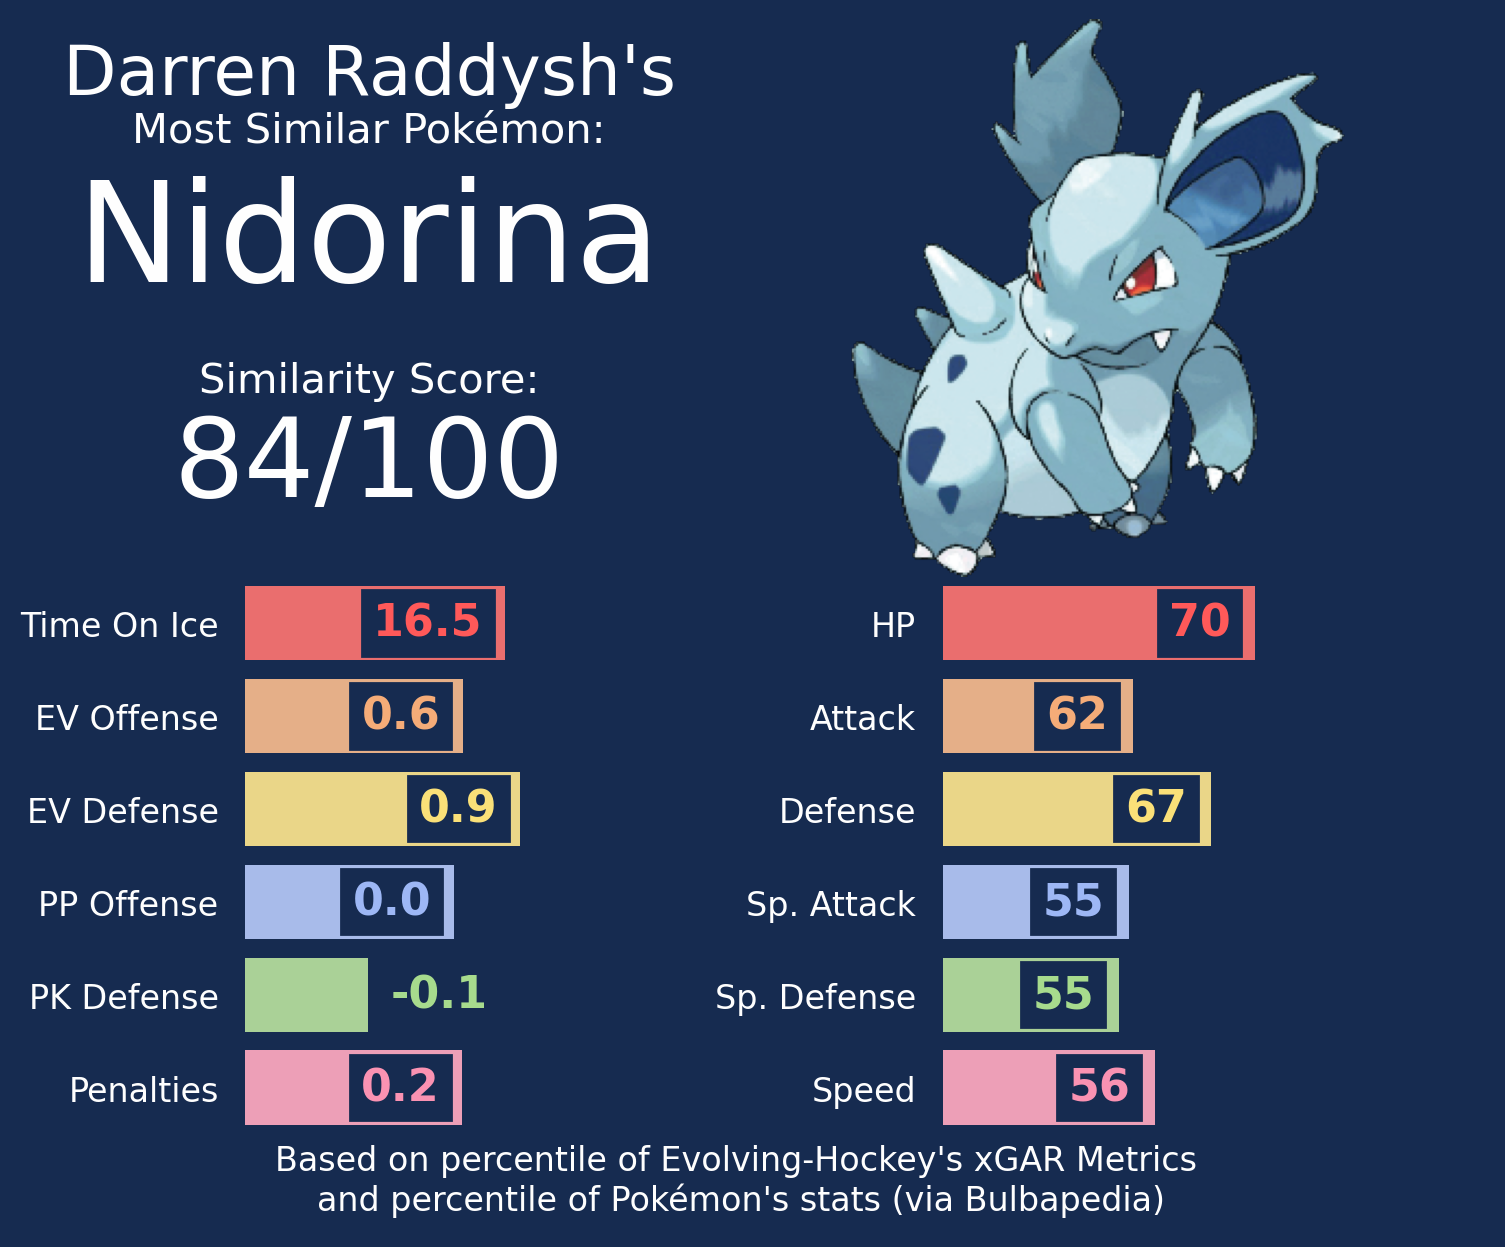 Darren Raddysh's
Most Similar Pokémon:
Nidorina
Similarity Score:
84/100
Time On Ice 16.5
EV Offense 0.6
EV Defense 0.9
PP Offense 0.0
PK Defense -0.1
Penalties 0.2
HP 70
Attack 62
Defense 67
Sp. Attack 55
Sp. Defense 55
Speed 56
Based on percentile of Evolving-Hockey's xGAR Metrics
and percentile of Pokémon's stats (via Bulbapedia)